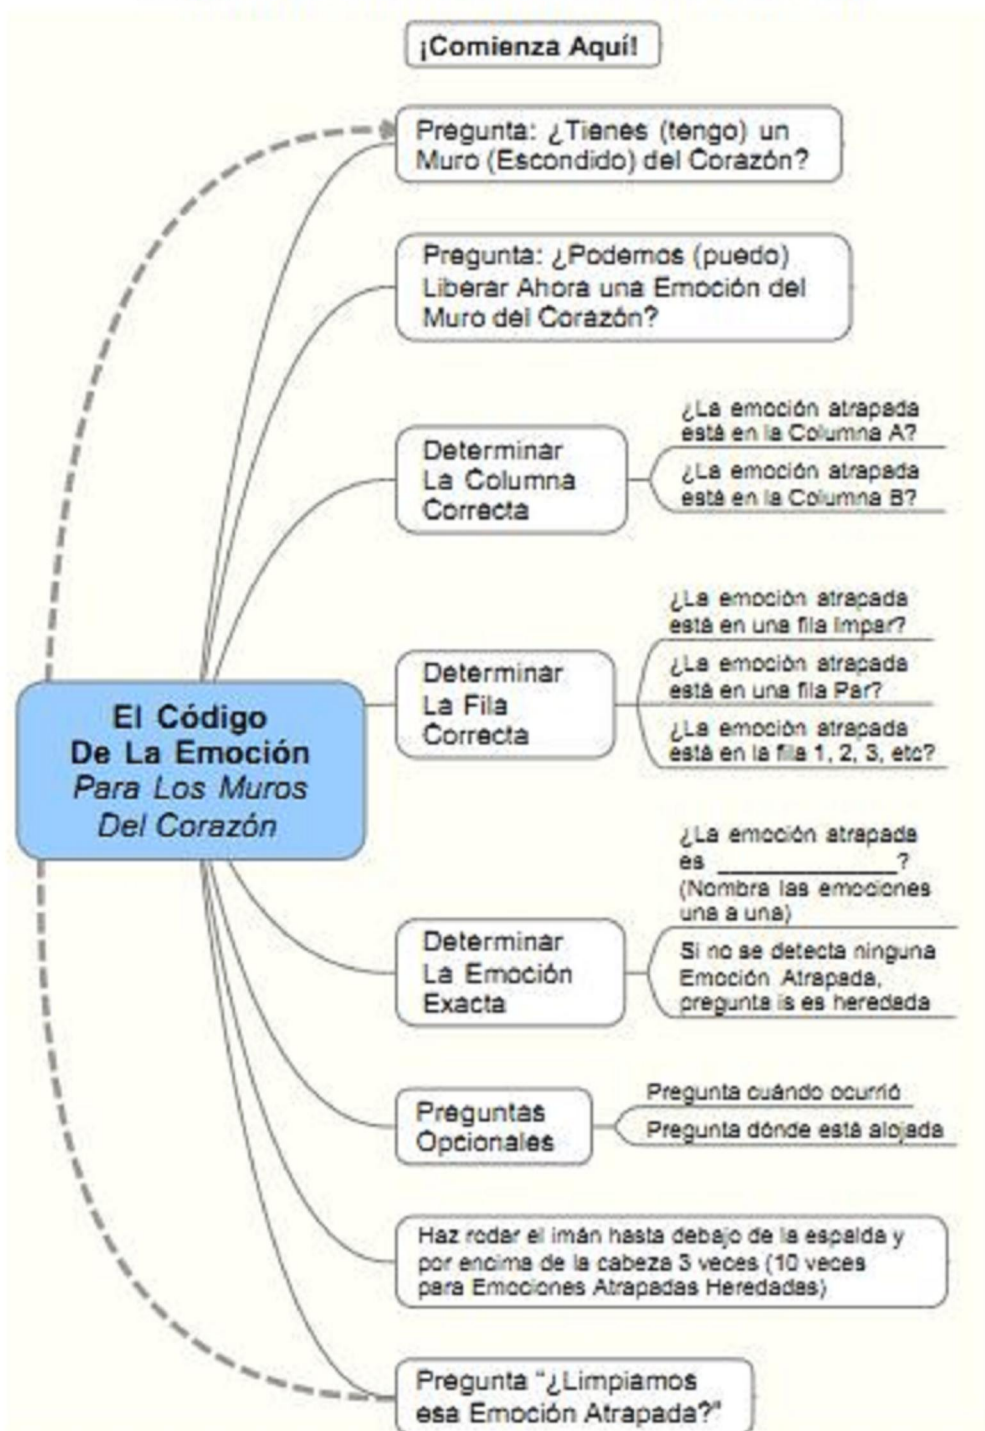 ¡Comienza Aquí!
Pregunta: ¿Tienes (tengo) un
Muro (Escondido) del Corazón?
Pregunta: ¿Podemos (puedo)
Liberar Ahora una Emoción del
Muro del Corazón?
Determinar
La Columna
Correcta
¿La emoción atrapada
está en la Columna A?
¿La emoción atrapada
está en la Columna B?
Determinar
La Fila
Correcta
¿La emoción atrapada
está en una fila Impar?
¿La emoción atrapada
está en una fila Par?
¿La emoción atrapada
está en la fila 1, 2, 3, etc?
El Código
De La Emoción
Para Los Muros
Del Corazón
Determinar
La Emoción
Exacta
¿La emoción atrapada
es ______________?
(Nombra las emociones
una a una)
Si no se detecta ninguna
Emoción Atrapada,
pregunta is es heredada
Preguntas
Opcionales
Pregunta cuándo ocurrió
Pregunta dónde está alojada
Haz rodar el imán hasta debajo de la espalda y
por encima de la cabeza 3 veces (10 veces
para Emociones Atrapadas Heredadas)
Pregunta “¿Limpiamos
esa Emoción Atrapada?”